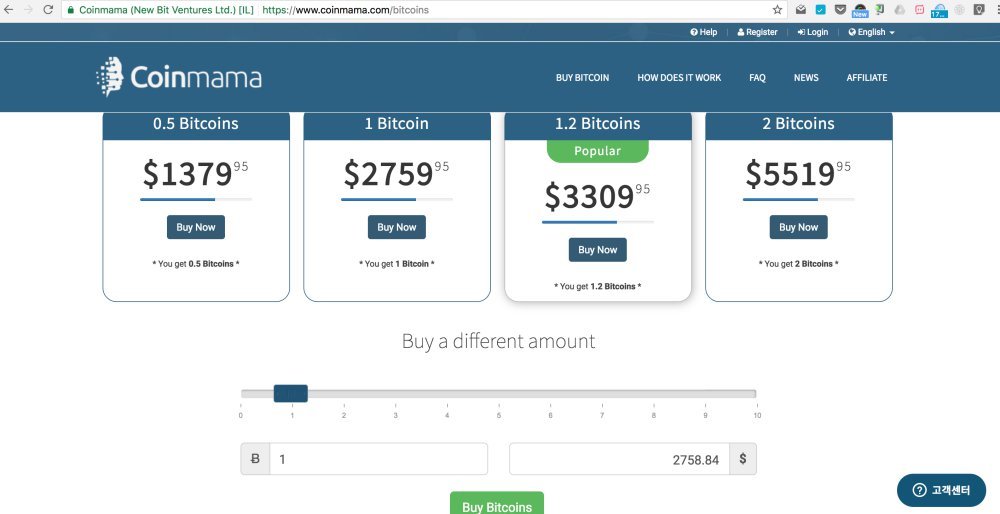 Coinmama (New Bit Ventures Ltd.) [IL] https://www.coinmama.com/bitcoins
New
17...
Help Register Login English
Coinmama BUY BITCOIN HOW DOES IT WORK FAQ NEWS AFFILIATE
0.5 Bitcoins 1 Bitcoin 1.2 Bitcoins 2 Bitcoins
Popular
$1379 95 $2759 95 $3309 95 $5519 95
Buy Now Buy Now Buy Now Buy Now
* You get 0.5 Bitcoins * * You get 1 Bitcoin * * You get 1.2 Bitcoins * * You get 2 Bitcoins *
Buy a different amount
0 1 2 3 4 5 6 7 8 9 10
Ƀ 1 2758.84 $
고객센터
Buy Bitcoins